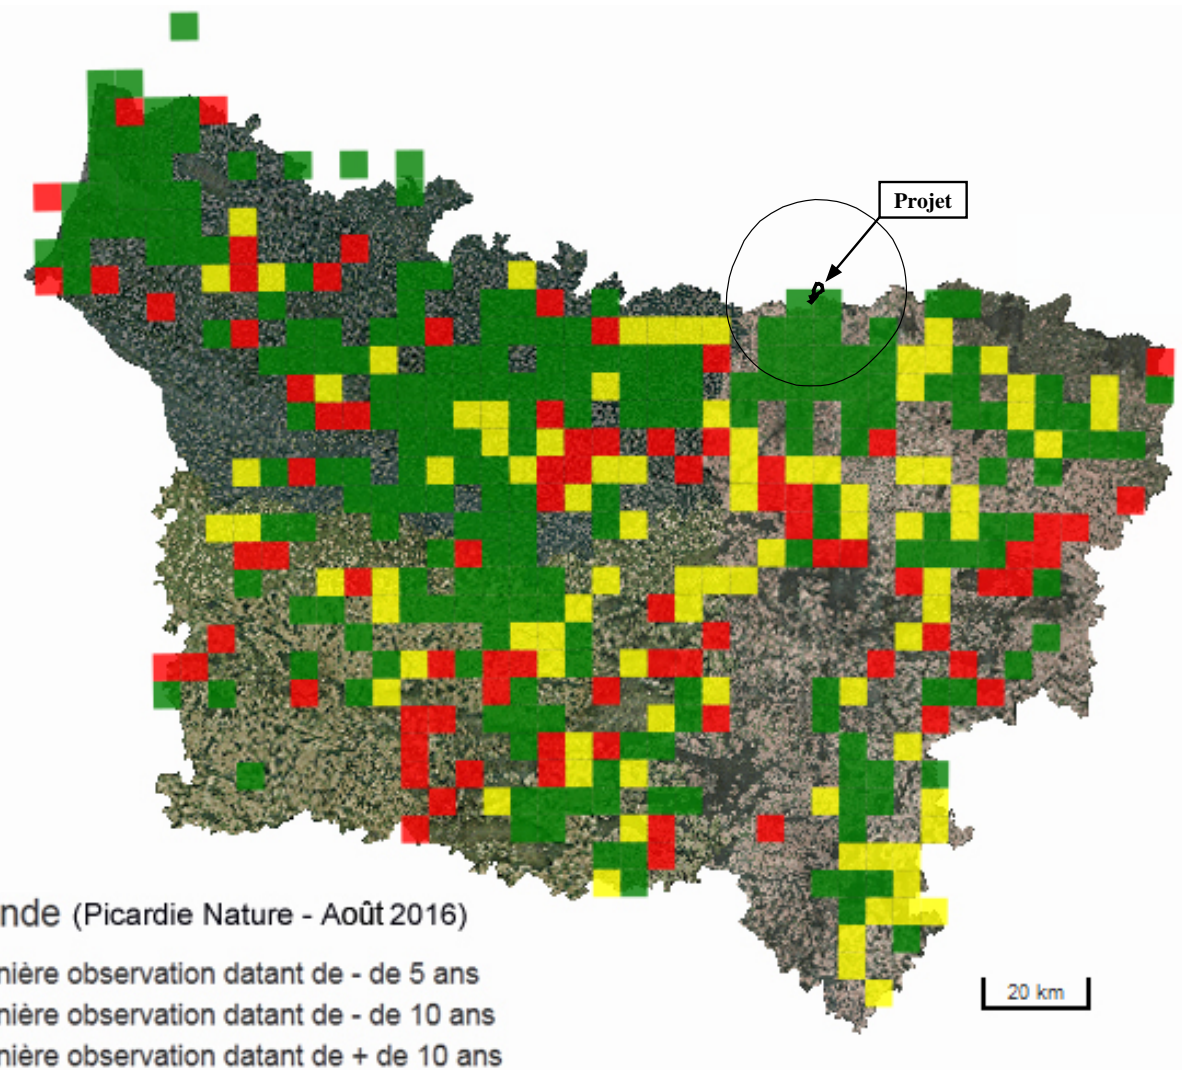 Projet
nde (Picardie Nature - Août 2016)
nière observation datant de - de 5 ans
nière observation datant de - de 10 ans
nière observation datant de + de 10 ans
20 km